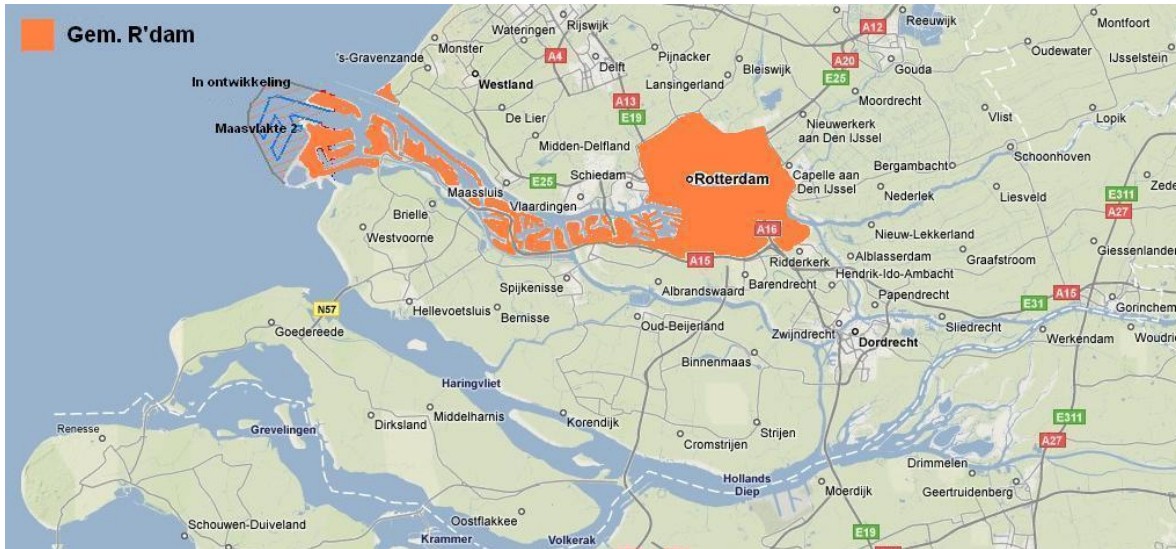 Gem. R'dam
Rijswijk
Wateringen
A12
Reeuwijk
Montfoort
Monster
A4
Pijnacker
Oudewater
's-Gravenzande
Delft
A20
IJsselstein
Bleiswijk
Gouda
Westland
Lansingerland
E25
In ontwikkeling
A13
Moordrecht
De Lier
E19
Nieuwerkerk
aan Den IJssel
Vlist
Lopik
Maasvlakte 2
Midden-Delfland
Bergambacht
Schoonhoven
Capelle aan
Den IJssel
Rotterdam
E25
Schiedam
Maassluis
Nederlek
Liesveld
Zede
E311
Brielle
Vlaardingen
A27
Westvoorne
A16
Nieuw-Lekkerland
Giessenlanden
Ridderkerk
Alblasserdam
Graafstroom
A15
Hendrik-Ido-Ambacht
Spijkenisse
Albrandswaard
Barendrecht
Papendrecht
E31
A15
Gorinchem
N57
Hellevoetsluis
Bernisse
Goedereede
Oud-Beijerland
Zwijndrecht
Dordrecht
Sliedrecht
Werkendam
Woudri
Binnenmaas
Haringvliet
Renesse
Grevelingen
Dirksland
Middelharnis
Korendijk
Strijen
E311
Cromstrijen
A27
Hollands
Diep
Moerdijk
Drimmelen
Geertruidenberg
Schouwen-Duiveland
Oostflakkee
Krammer
Volkerak
E19